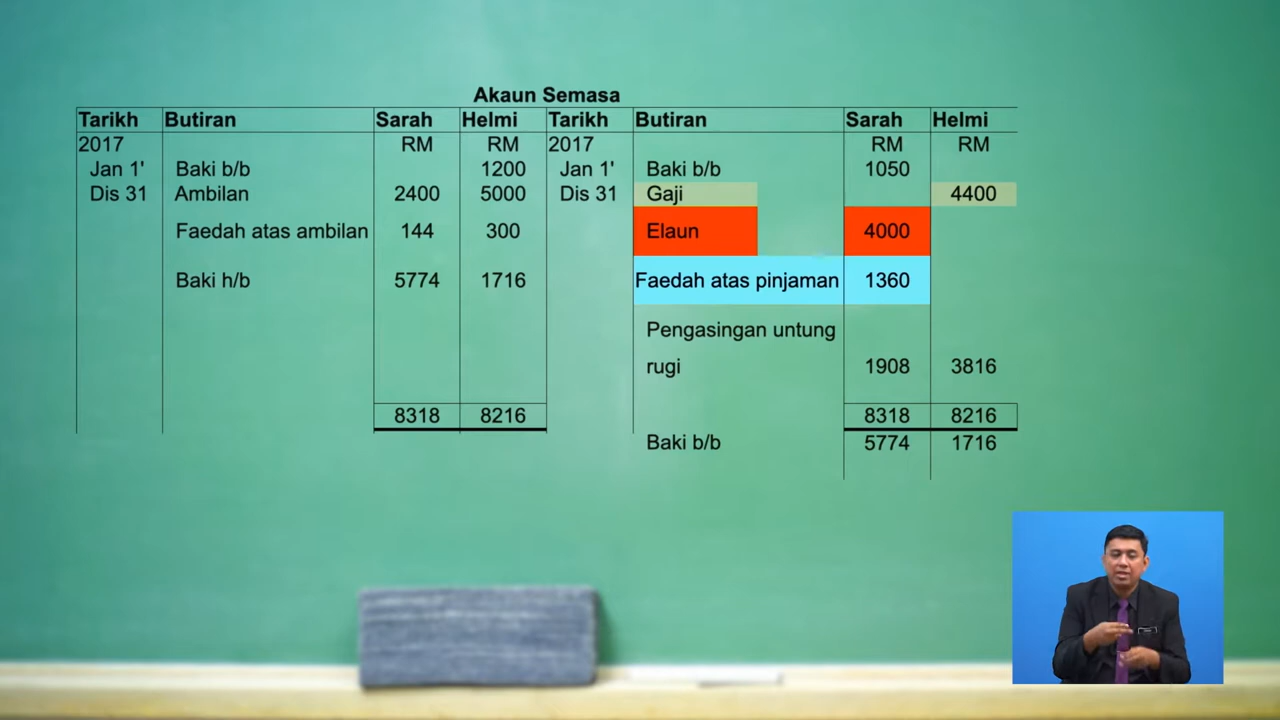 Akaun Semasa
Tarikh Butiran Sarah Helmi Tarikh Butiran Sarah Helmi
2017 RM RM 2017 RM RM
Jan 1' Baki b/b 1200 Jan 1' Baki b/b 1050
Dis 31 Ambilan 2400 5000 Dis 31 Gaji 4400
Faedah atas ambilan 144 300 Elaun 4000
Baki h/b 5774 1716 Faedah atas pinjaman 1360
Pengasingan untung
rugi 1908 3816
8318 8216 8318 8216
Baki b/b 5774 1716